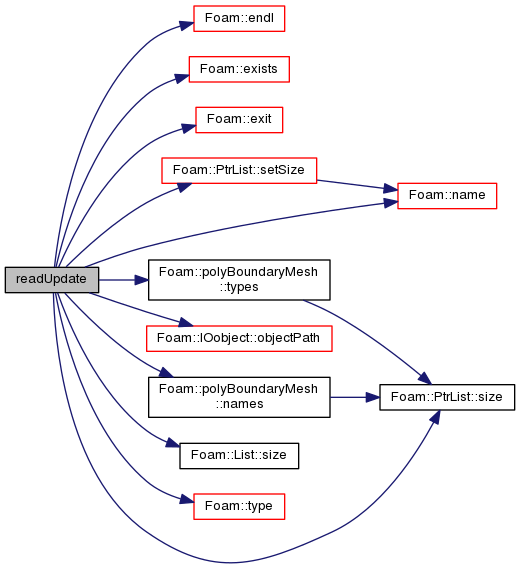 Foam::endl
Foam::exists
Foam::exit
Foam::PtrList::setSize
Foam::name
readUpdate
Foam::polyBoundaryMesh
::types
Foam::IOobject::objectPath
Foam::polyBoundaryMesh
::names
Foam::PtrList::size
Foam::List::size
Foam::type